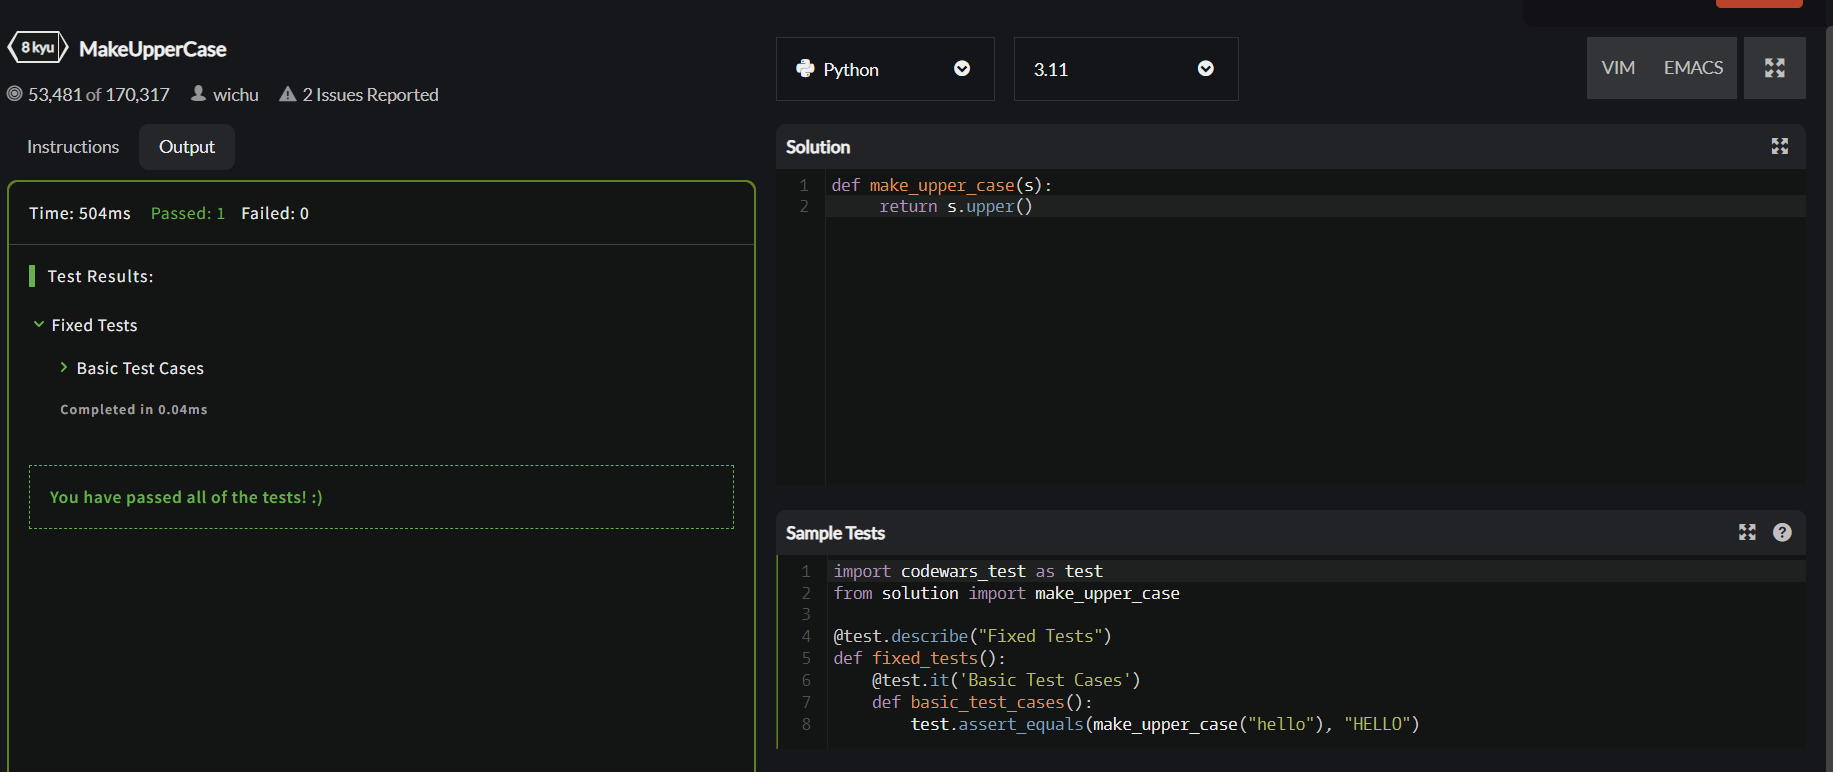 8 kyu MakeUpperCase
53,481 of 170,317 wichu 2 Issues Reported
Instructions Output
Time: 504ms Passed: 1 Failed: 0
Test Results:
Fixed Tests
Basic Test Cases
Completed in 0.04ms
You have passed all of the tests! :)
Python 3.11 VIM EMACS
Solution
1 def make_upper_case(s):
2 return s.upper()
Sample Tests ?
1 import codewars_test as test
2 from solution import make_upper_case
3
4 @test.describe("Fixed Tests")
5 def fixed_tests():
6 @test.it('Basic Test Cases')
7 def basic_test_cases():
8 test.assert_equals(make_upper_case("hello"), "HELLO")